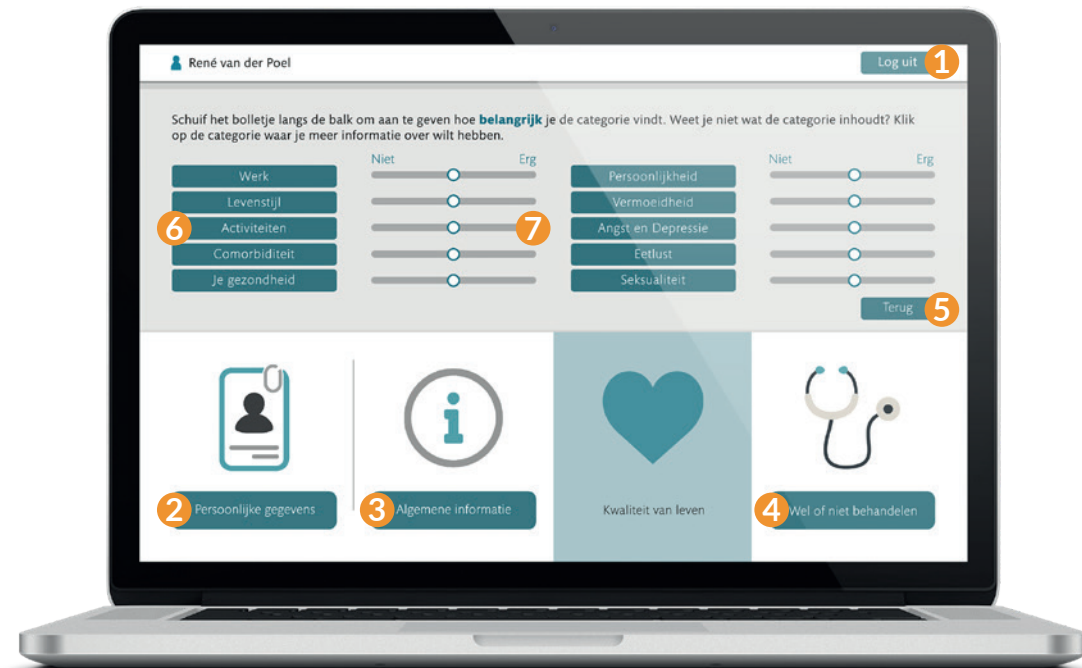 René van der Poel
Log uit
1
Schuif het bolletje langs de balk om aan te geven hoe belangrijk je de categorie vindt. Weet je niet wat de categorie inhoudt? Klik
op de categorie waar je meer informatie over wilt hebben.
Niet Erg
Werk
Levenstijl
6 Activiteiten 7
Comorbiditeit
Je gezondheid
Niet Erg
Persoonlijkheid
Vermoeidheid
Angst en Depressie
Eetlust
Seksualiteit
Terug 5
2 Persoonlijke gegevens
3 Algemene informatie
Kwaliteit van leven
4 Wel of niet behandelen